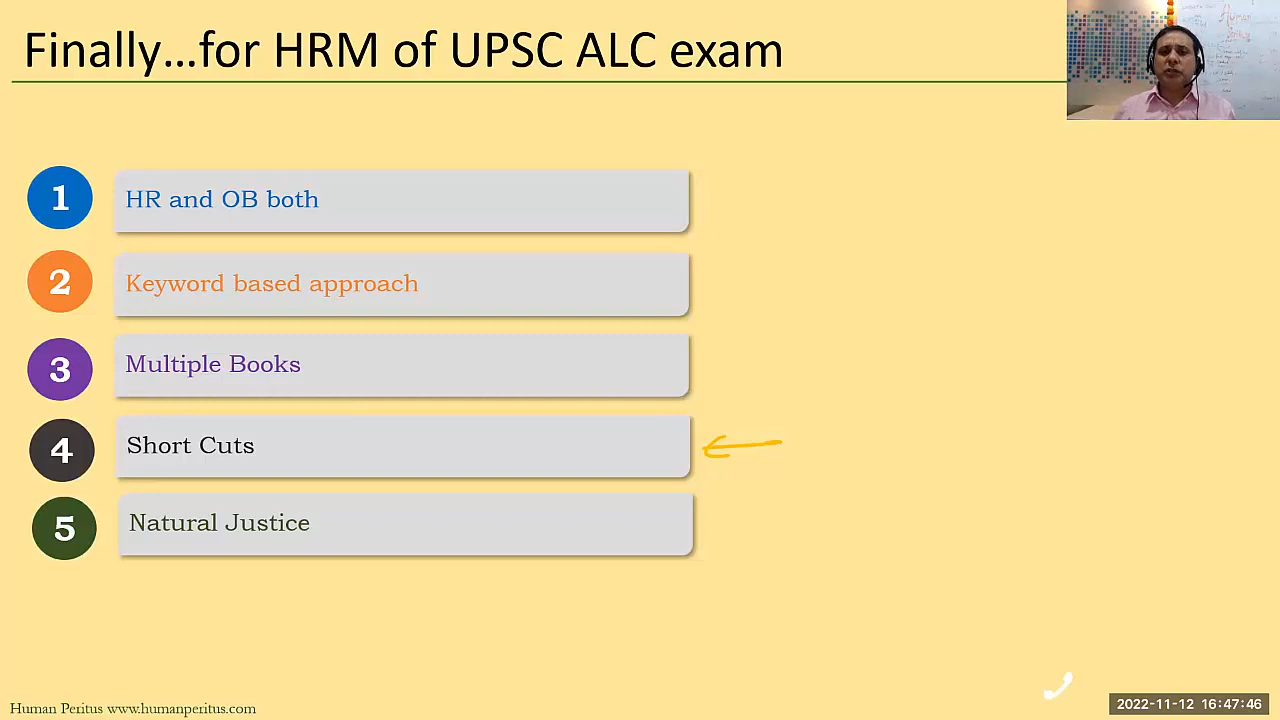 Finally...for HRM of UPSC ALC exam
1 HR and OB both
2 Keyword based approach
3 Multiple Books
4 Short Cuts
5 Natural Justice
Human Peritus www.humanperitus.com
2022-11-12 16:47:46